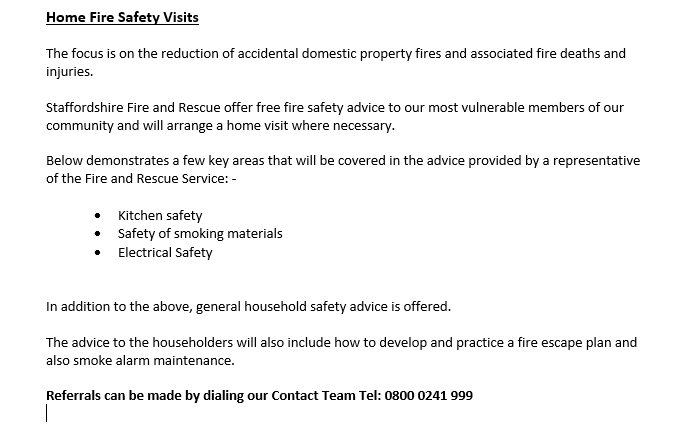 Home Fire Safety Visits
The focus is on the reduction of accidental domestic property fires and associated fire deaths and
injuries.
Staffordshire Fire and Rescue offer free fire safety advice to our most vulnerable members of our
community and will arrange a home visit where necessary.
Below demonstrates a few key areas that will be covered in the advice provided by a representative
of the Fire and Rescue Service: -
• Kitchen safety
• Safety of smoking materials
• Electrical Safety
In addition to the above, general household safety advice is offered.
The advice to the householders will also include how to develop and practice a fire escape plan and
also smoke alarm maintenance.
Referrals can be made by dialing our Contact Team Tel: 0800 0241 999